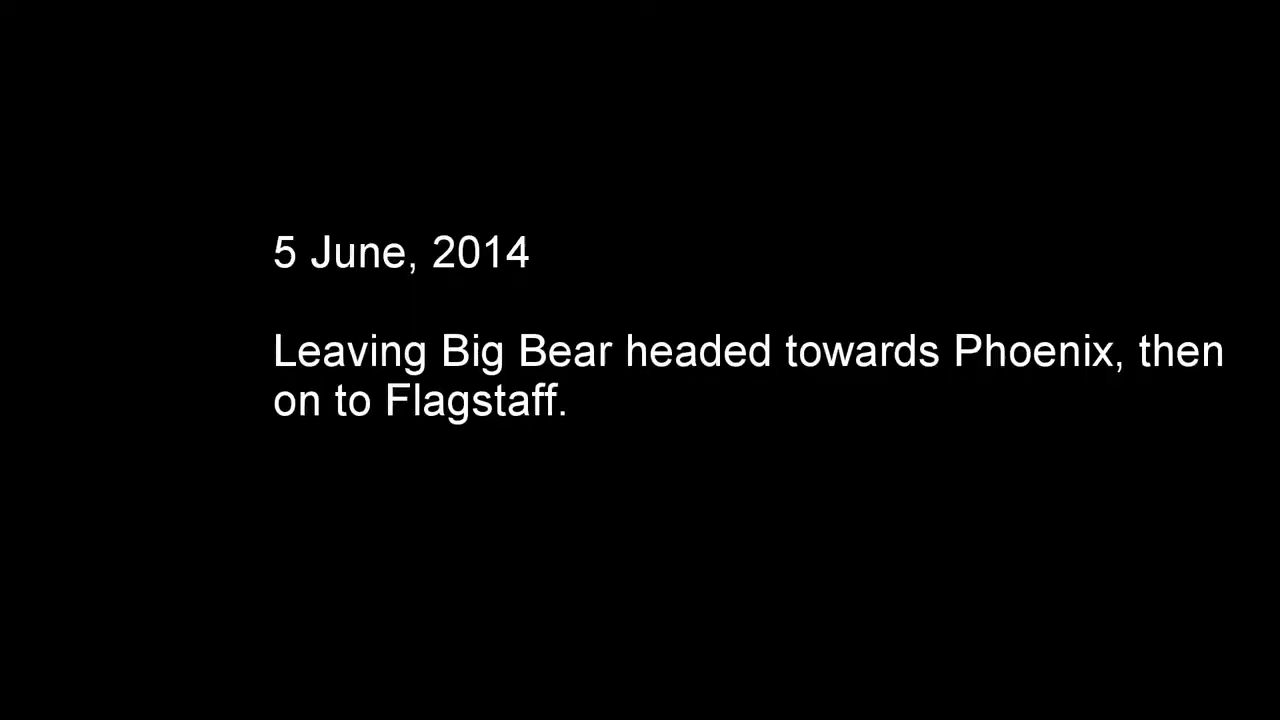 5 June, 2014
Leaving Big Bear headed towards Phoenix, then
on to Flagstaff.